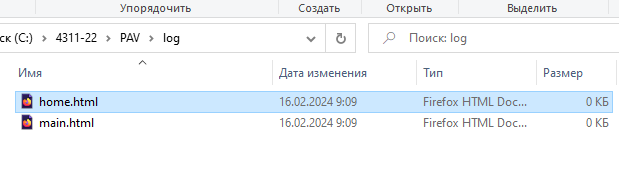 Упорядочить Создать Открыть Выделить
ск (C:) 4311-22 PAV log Поиск: log
Имя Дата изменения Тип Размер
home.html 16.02.2024 9:09 Firefox HTML Doc... 0 КБ
main.html 16.02.2024 9:09 Firefox HTML Doc... 0 КБ